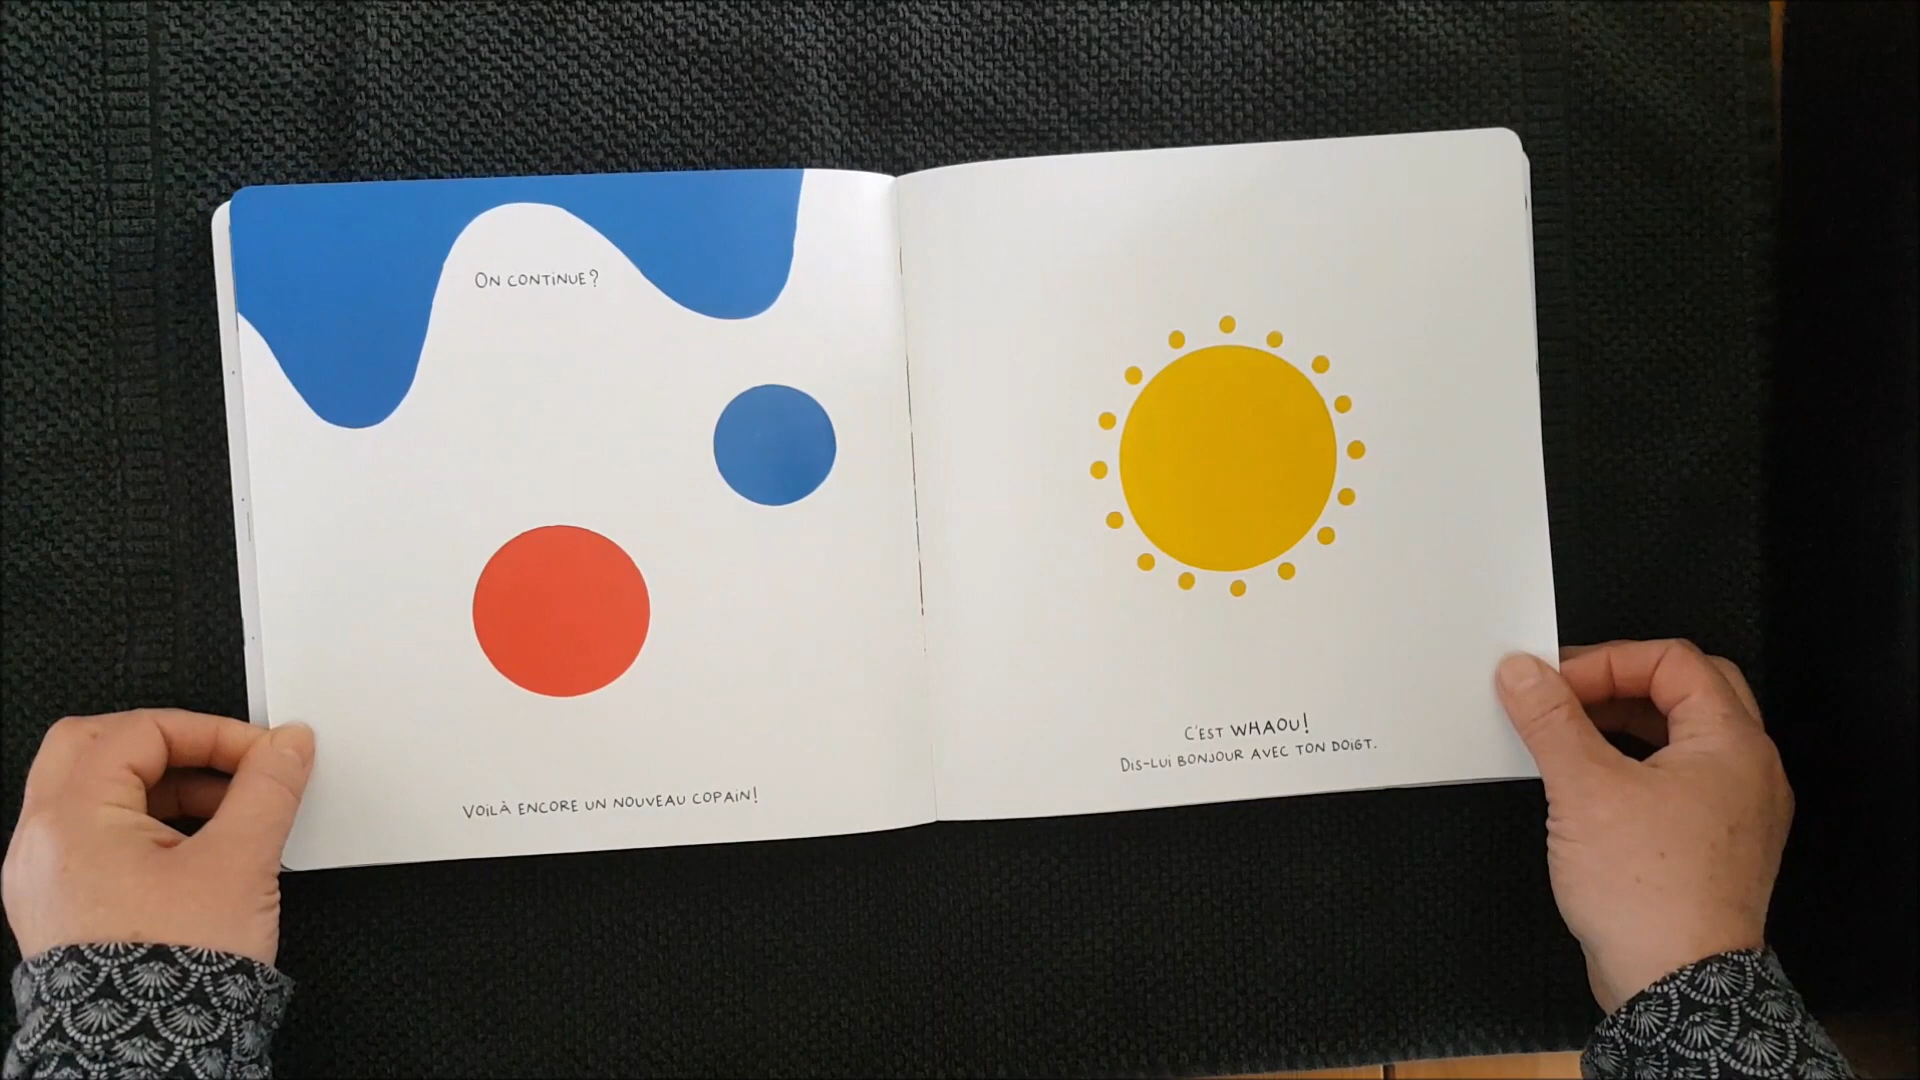 On continue?
Voilà encore un nouveau copain!
C'est WHAOU!
Dis-lui bonjour avec ton doigt.